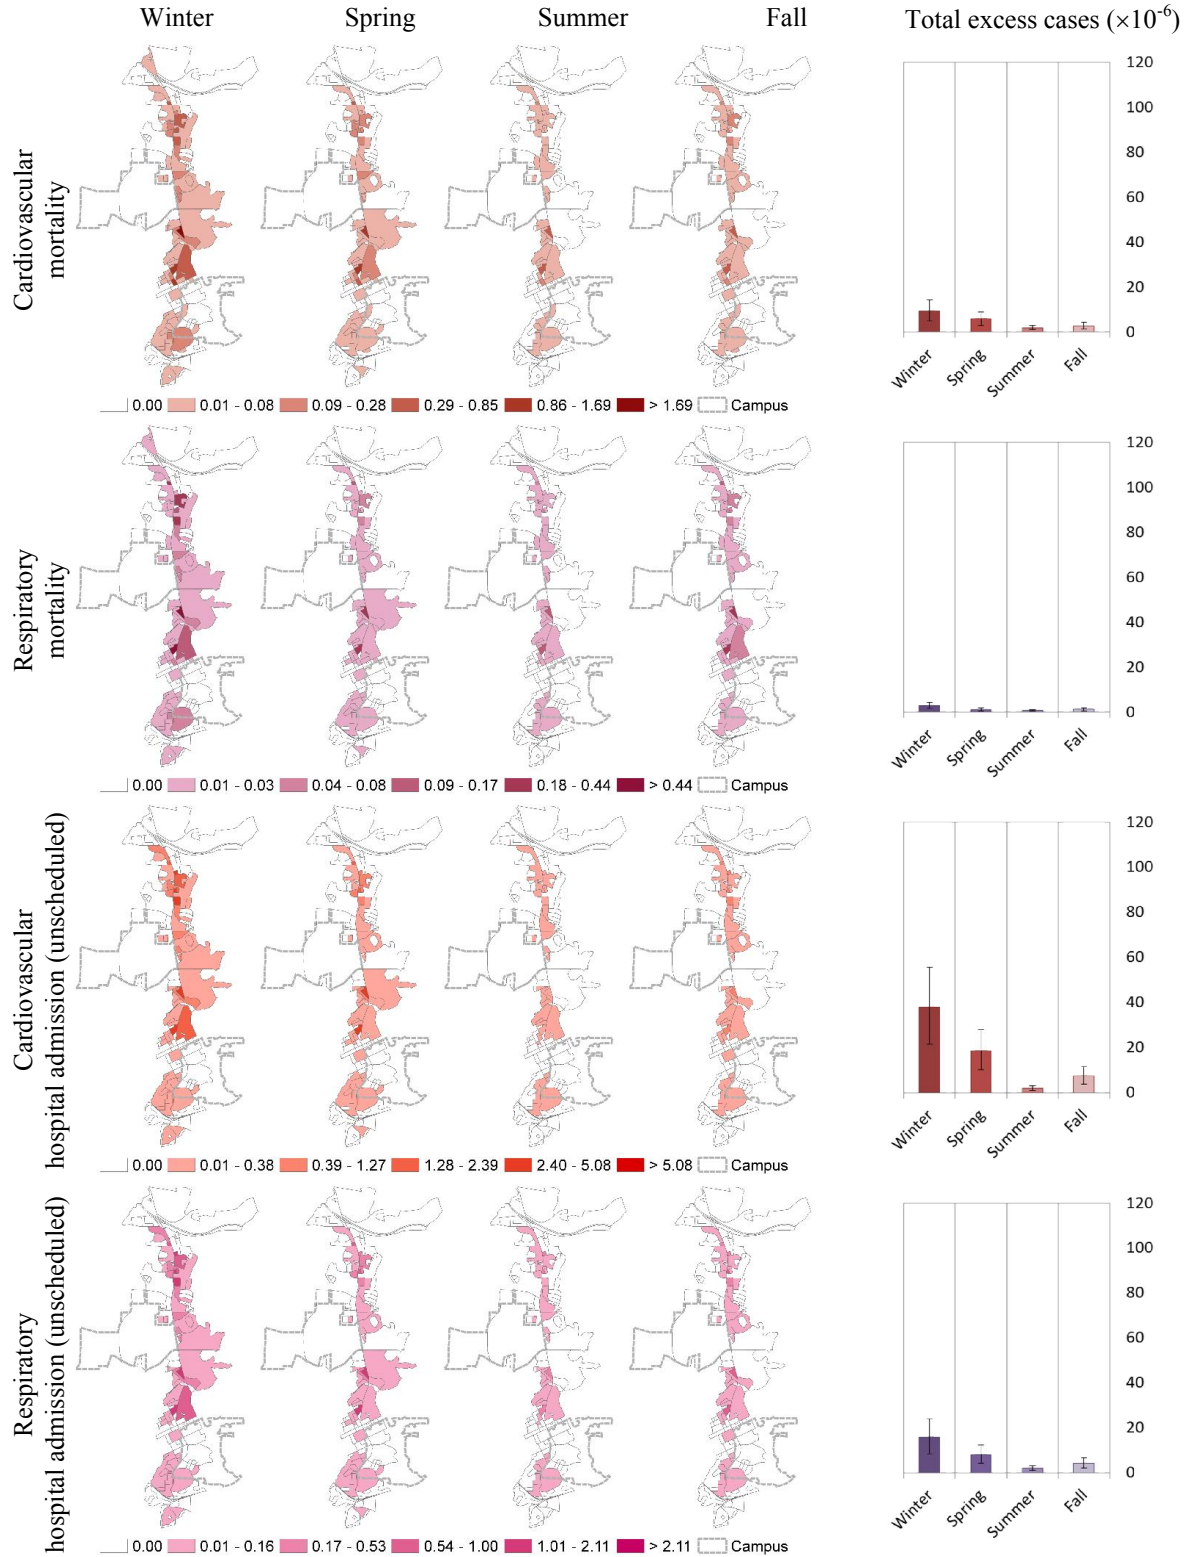 Winter Spring Summer Fall Total excess cases (×10⁻⁶)
Cardiovascular
mortality
120
100
80
60
40
20
0
Winter Spring Summer Fall
0.00 0.01 - 0.08 0.09 - 0.28 0.29 - 0.85 0.86 - 1.69 > 1.69 Campus
Respiratory
mortality
120
100
80
60
40
20
0
Winter Spring Summer Fall
0.00 0.01 - 0.03 0.04 - 0.08 0.09 - 0.17 0.18 - 0.44 > 0.44 Campus
Cardiovascular
hospital admission (unscheduled)
120
100
80
60
40
20
0
Winter Spring Summer Fall
0.00 0.01 - 0.38 0.39 - 1.27 1.28 - 2.39 2.40 - 5.08 > 5.08 Campus
Respiratory
hospital admission (unscheduled)
120
100
80
60
40
20
0
Winter Spring Summer Fall
0.00 0.01 - 0.16 0.17 - 0.53 0.54 - 1.00 1.01 - 2.11 > 2.11 Campus